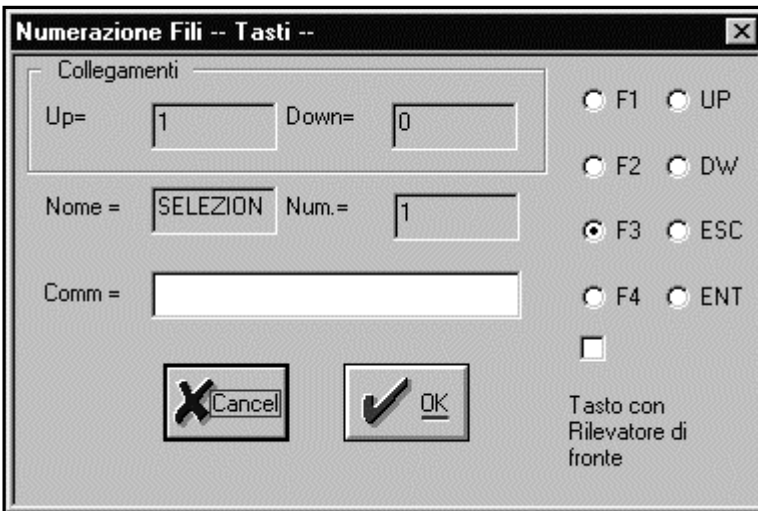 Numerazione Fili -- Tasti --
Collegamenti
Up= 1 Down= 0
Nome = SELEZION Num.= 1
Comm =
Cancel OK
F1 UP
F2 DW
F3 ESC
F4 ENT
Tasto con
Rilevatore di
fronte